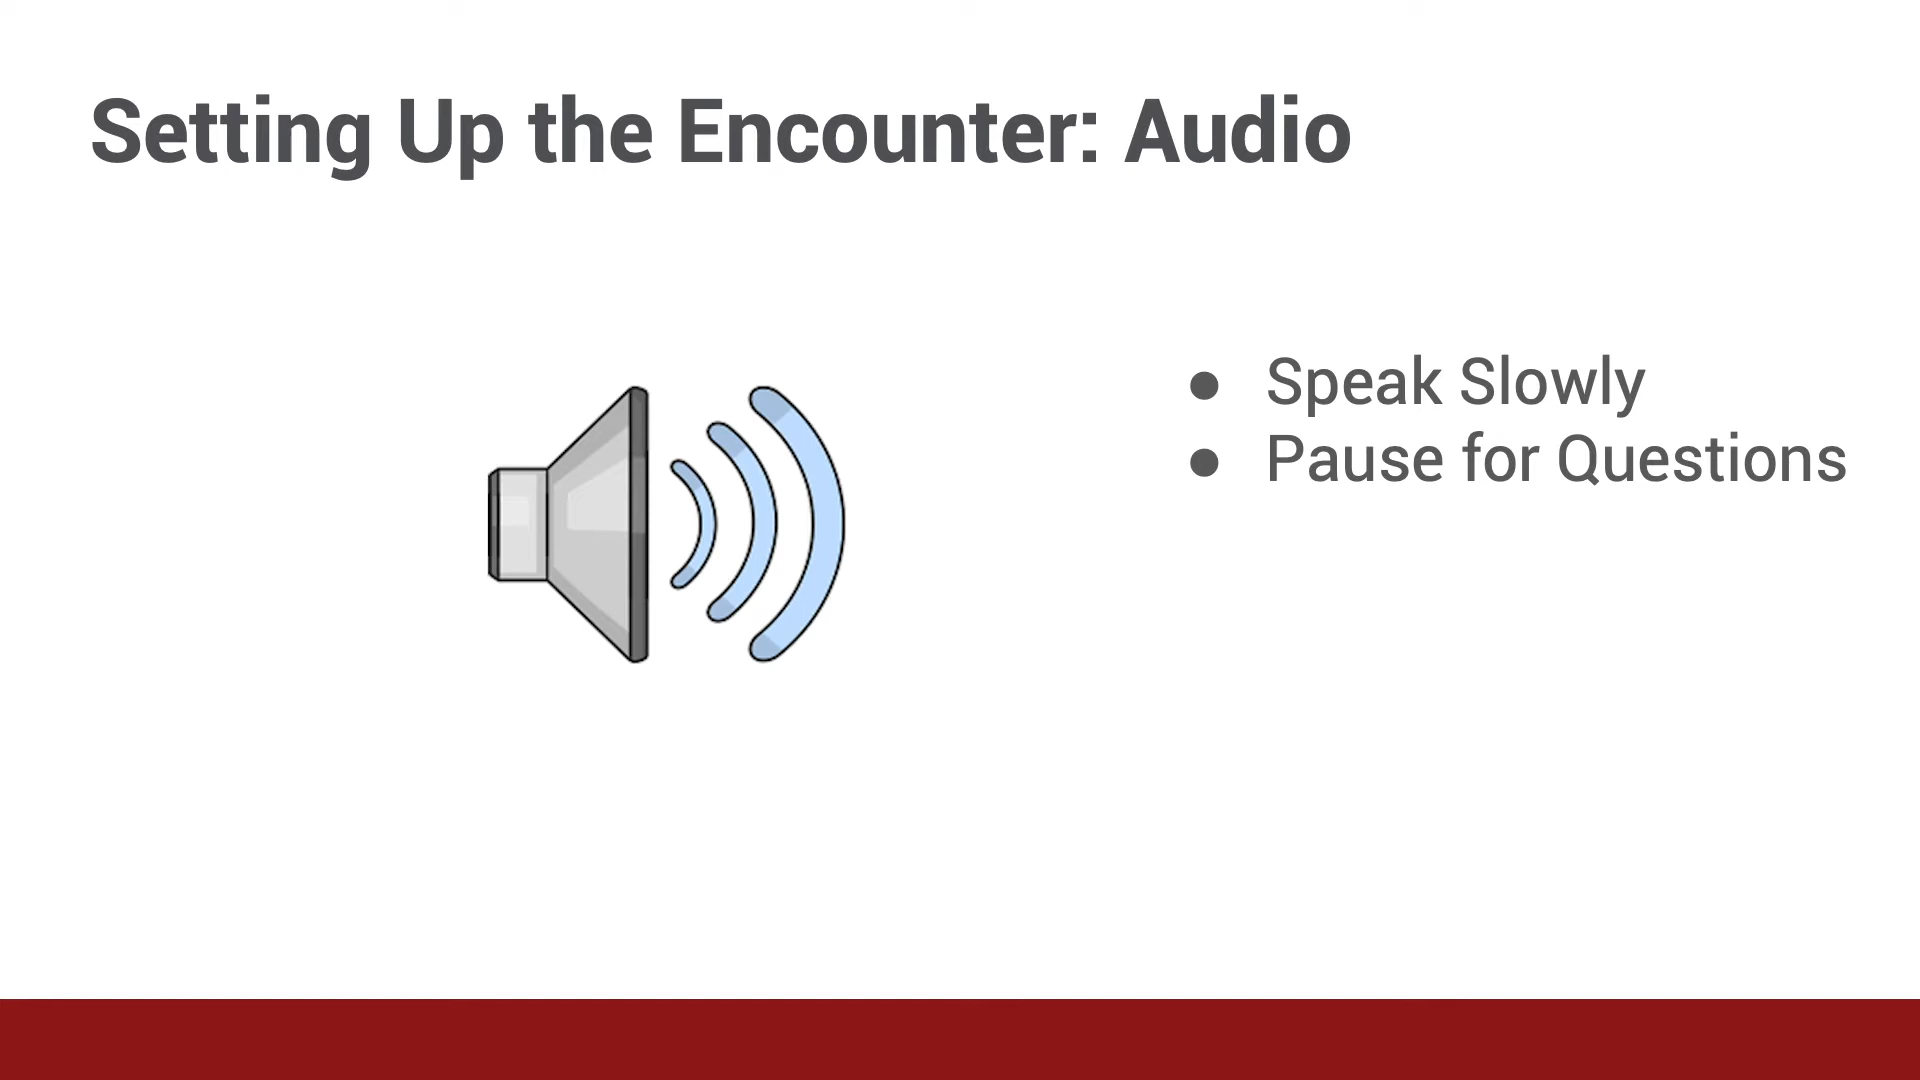 Setting Up the Encounter: Audio
● Speak Slowly
● Pause for Questions